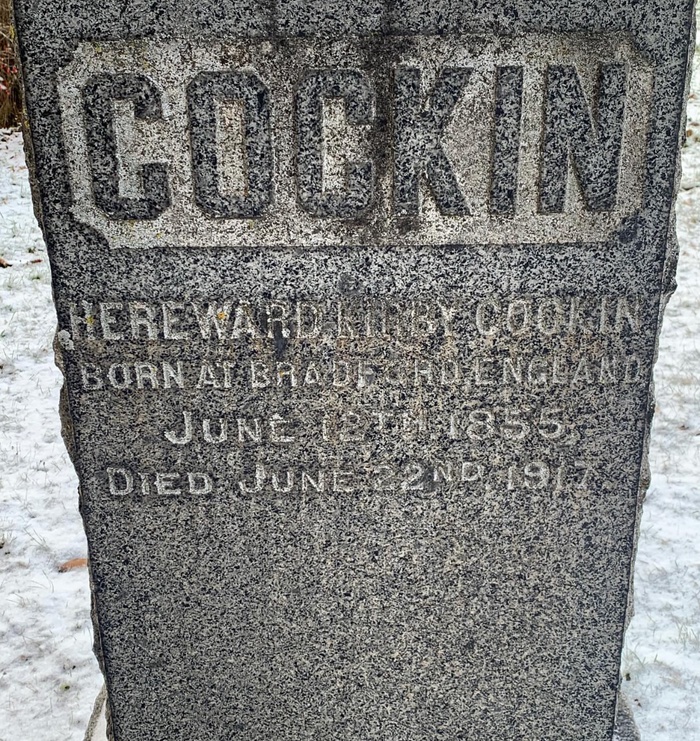 COCKIN
HEREWARD KIRBY COCKIN
BORN AT BRADFORD, ENGLAND
JUNE 12TH, 1855,
DIED JUNE 22ND, 1917.